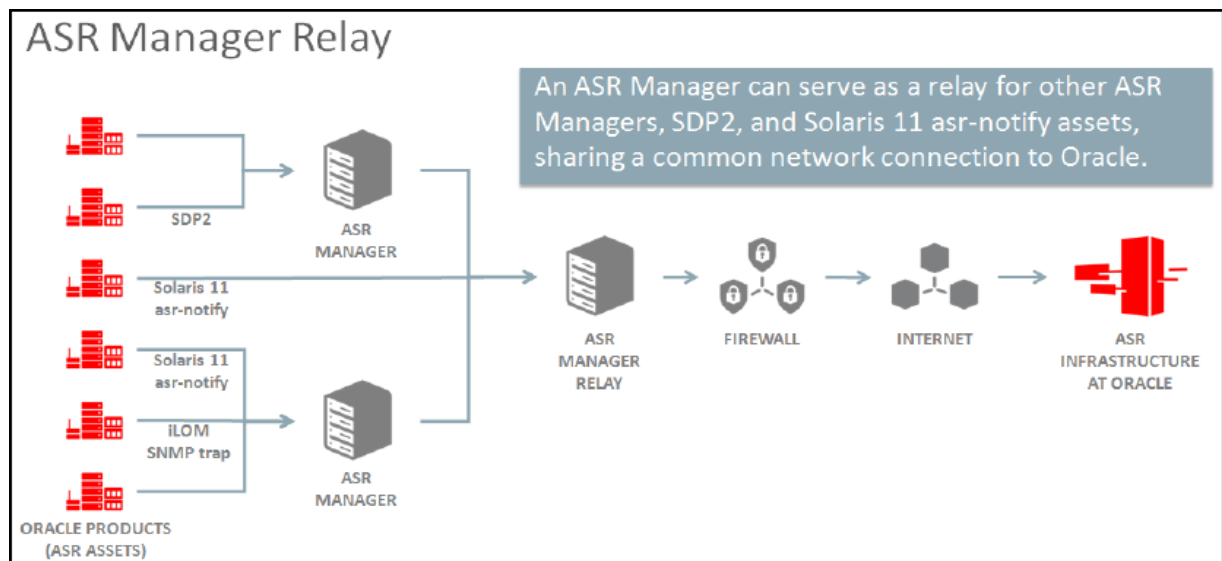 ASR Manager Relay
An ASR Manager can serve as a relay for other ASR
Managers, SDP2, and Solaris 11 asr-notify assets,
sharing a common network connection to Oracle.
SDP2
ASR
MANAGER
Solaris 11
asr-notify
Solaris 11
asr-notify
iLOM
SNMP trap
ASR
MANAGER
ORACLE PRODUCTS
(ASR ASSETS)
ASR
MANAGER
RELAY
FIREWALL
INTERNET
ASR
INFRASTRUCTURE
AT ORACLE